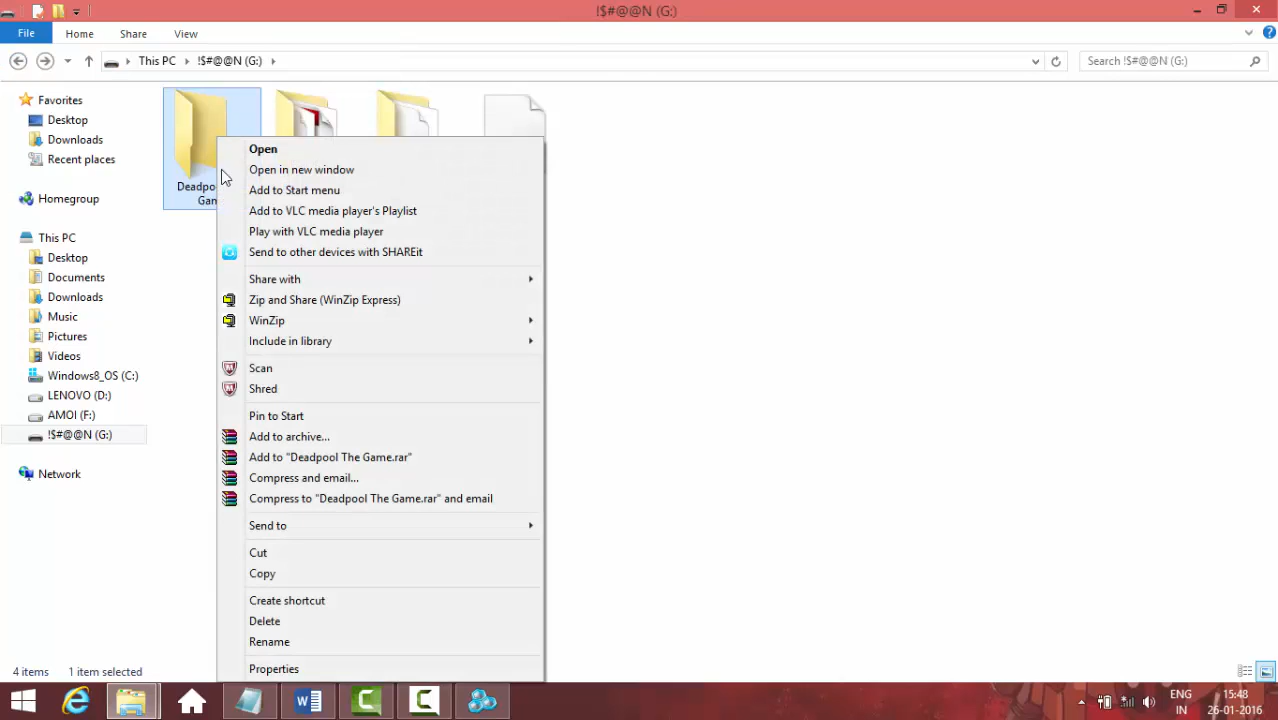 !$#@@N (G:)
File Home Share View
This PC !$#@@N (G:) Search !$#@@N (G:)
Favorites
Desktop
Downloads
Recent places
Homegroup
This PC
Desktop
Documents
Downloads
Music
Pictures
Videos
Windows8_OS (C:)
LENOVO (D:)
AMOI (F:)
!$#@@N (G:)
Network
Open
Open in new window
Add to Start menu
Add to VLC media player's Playlist
Play with VLC media player
Send to other devices with SHAREit
Share with
Zip and Share (WinZip Express)
WinZip
Include in library
Scan
Shred
Pin to Start
Add to archive...
Add to "Deadpool The Game.rar"
Compress and email...
Compress to "Deadpool The Game.rar" and email
Send to
Cut
Copy
Create shortcut
Delete
Rename
Properties
4 items 1 item selected
ENG 15:48
IN 26-01-2016